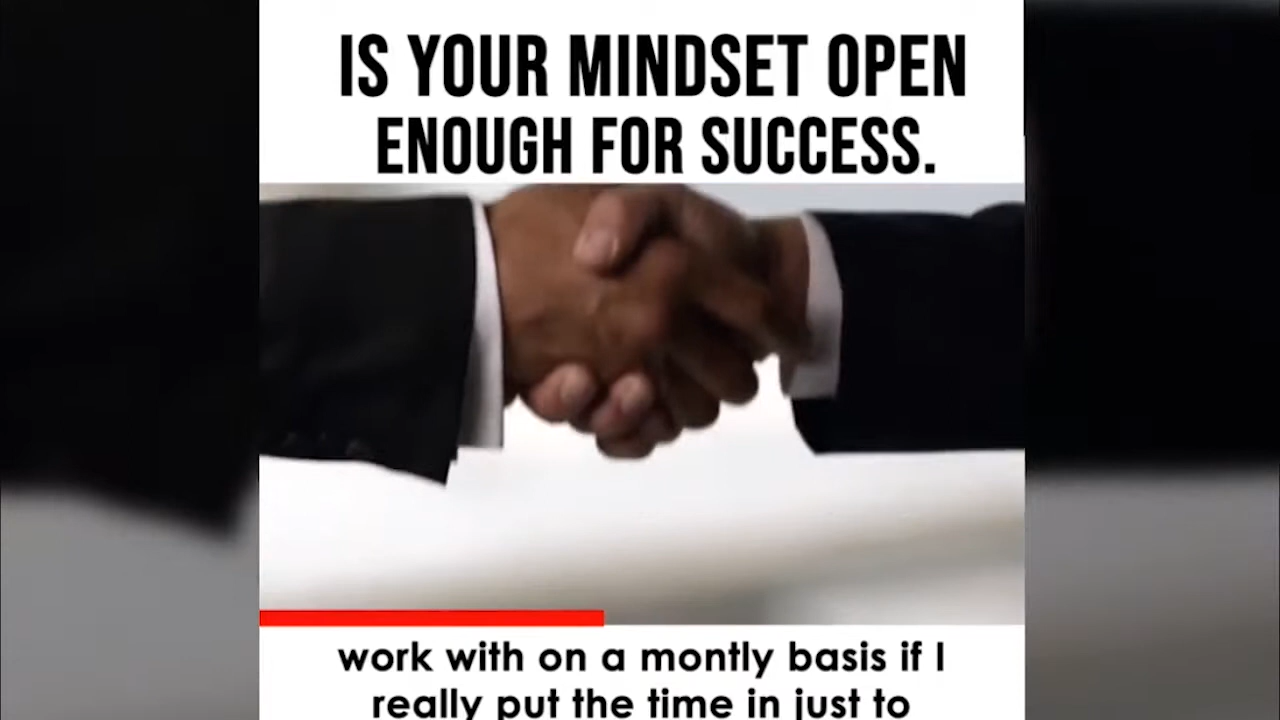 IS YOUR MINDSET OPEN
ENOUGH FOR SUCCESS.
work with on a montly basis if I
really put the time in just to